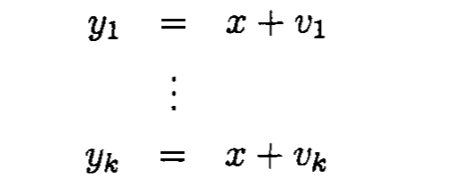 y₁ = x + v₁
⋮
yₖ = x + vₖ